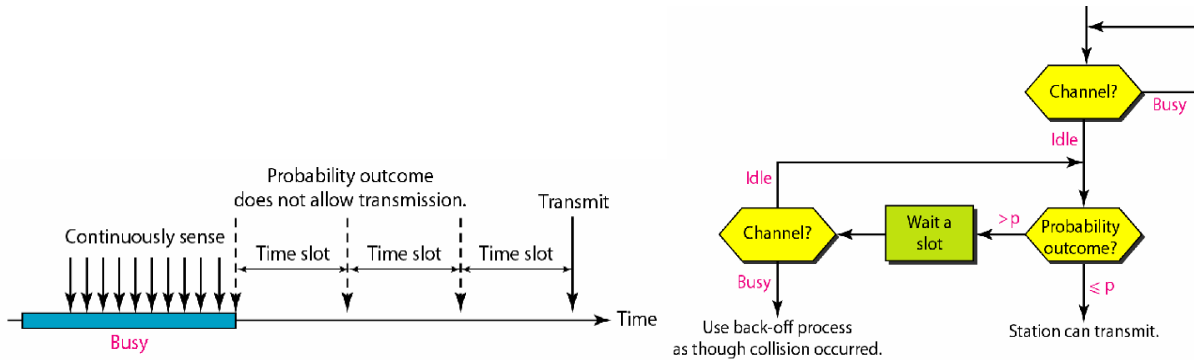 Probability outcome
does not allow transmission.
Transmit
Continuously sense
Time slot
Time slot
Time slot
Time
Busy
Channel?
Busy
Idle
Idle
Channel?
Wait a
slot
>p
Probability
outcome?
Busy
⩽ p
Use back-off process
as though collision occurred.
Station can transmit.